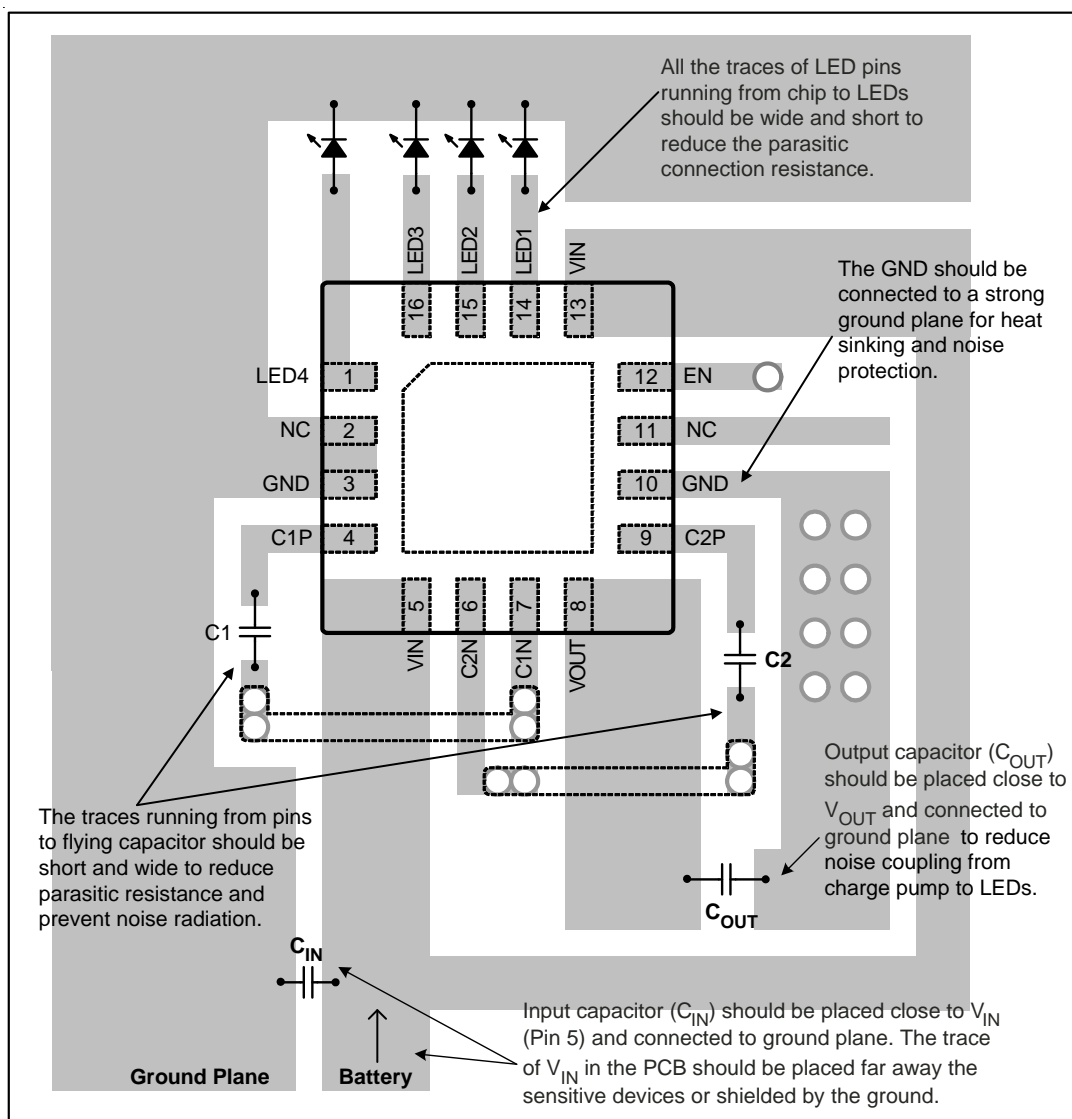 All the traces of LED pins
running from chip to LEDs
should be wide and short to
reduce the parasitic
connection resistance.
LED3
LED2
LED1
VIN
16
15
14
13
The GND should be
connected to a strong
ground plane for heat
sinking and noise
protection.
LED4 1
12 EN
NC 2
11 NC
GND 3
10 GND
C1P 4
9 C2P
5
6
7
8
VIN
C2N
C1N
VOUT
C1
C2
The traces running from pins
to flying capacitor should be
short and wide to reduce
parasitic resistance and
prevent noise radiation.
Output capacitor (COUT)
should be placed close to
VOUT and connected to
ground plane to reduce
noise coupling from
charge pump to LEDs.
COUT
CIN
Input capacitor (CIN) should be placed close to VIN
(Pin 5) and connected to ground plane. The trace
of VIN in the PCB should be placed far away the
sensitive devices or shielded by the ground.
Ground Plane
Battery